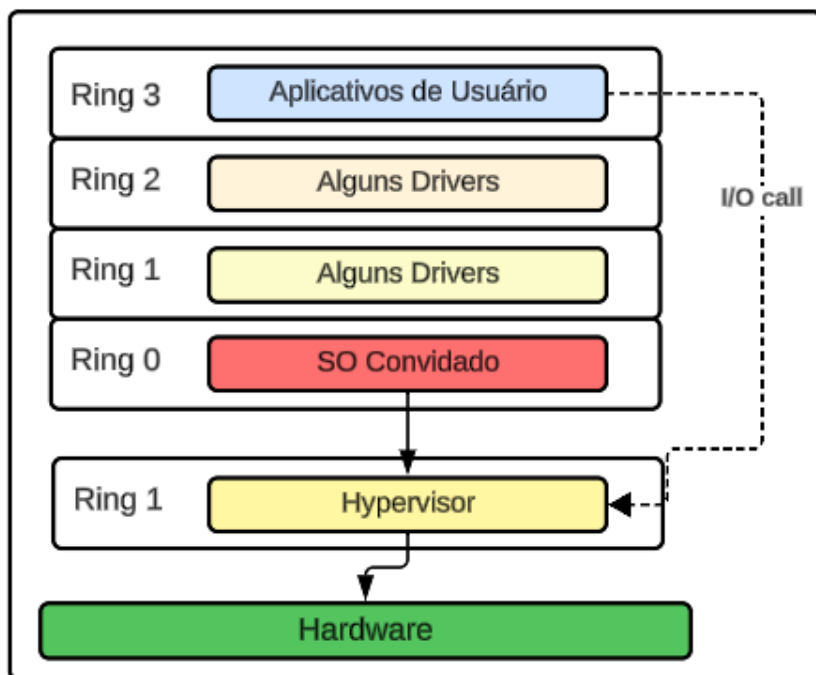 Ring 3
Aplicativos de Usuário
Ring 2
Alguns Drivers
I/O call
Ring 1
Alguns Drivers
Ring 0
SO Convidado
Ring 1
Hypervisor
Hardware